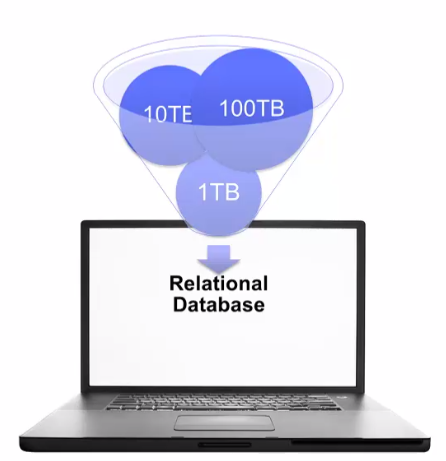 10TE
100TB
1TB
Relational
Database